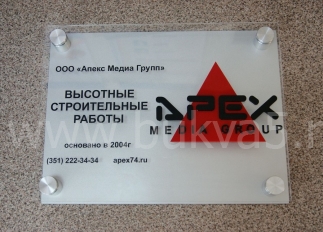 ООО «Апекс Медиа Групп»
ВЫСОТНЫЕ
СТРОИТЕЛЬНЫЕ
РАБОТЫ
основано в 2004г
(351) 222-34-34 apex74.ru
APEX
MEDIA GROUP